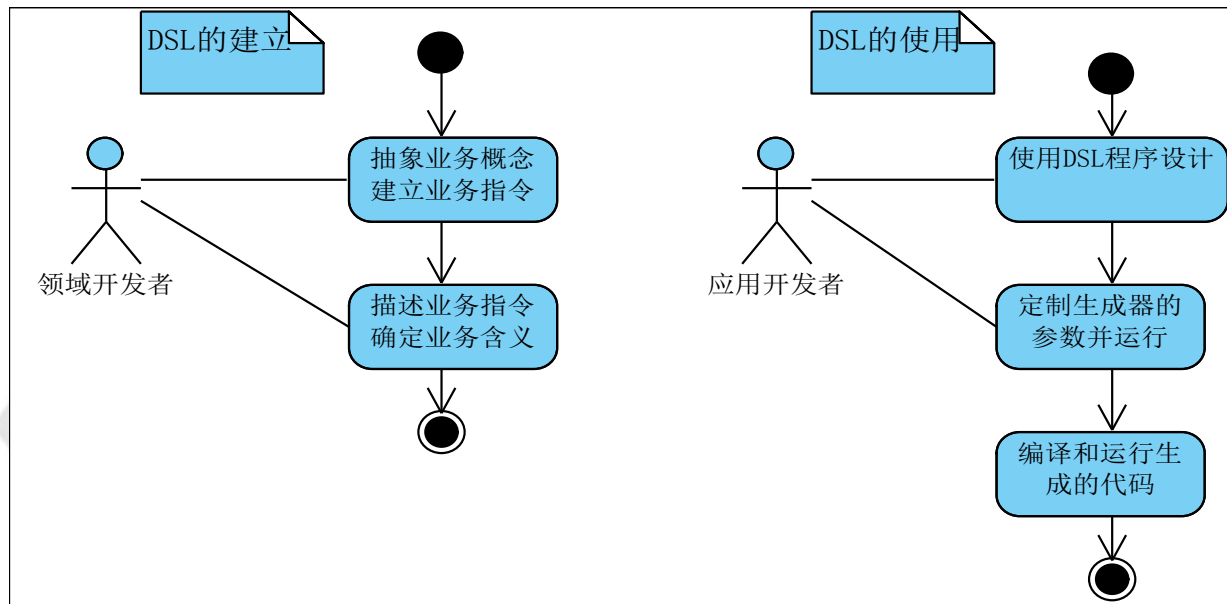 DSL的建立
抽象业务概念
建立业务指令
领域开发者
描述业务指令
确定业务含义
DSL的使用
使用DSL程序设计
应用开发者
定制生成器的
参数并运行
编译和运行生
成的代码